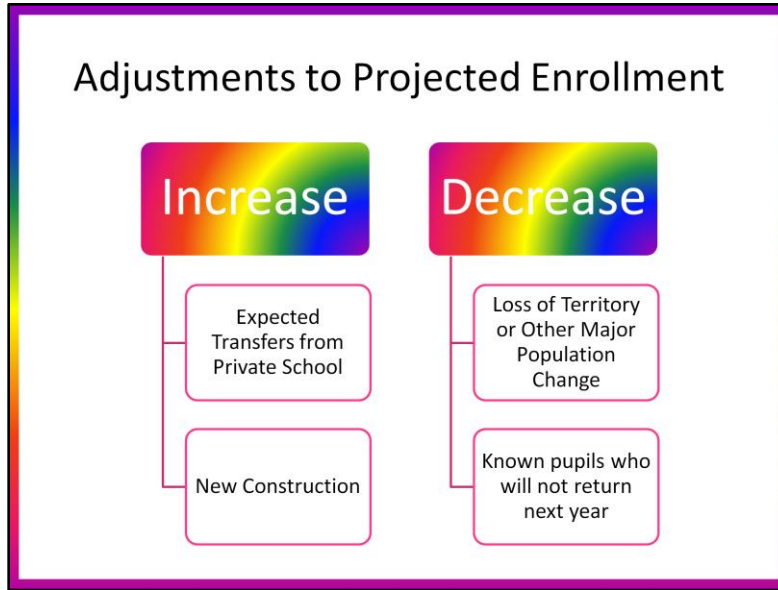 Adjustments to Projected Enrollment
Increase
Expected
Transfers from
Private School
New Construction
Decrease
Loss of Territory
or Other Major
Population
Change
Known pupils who
will not return
next year